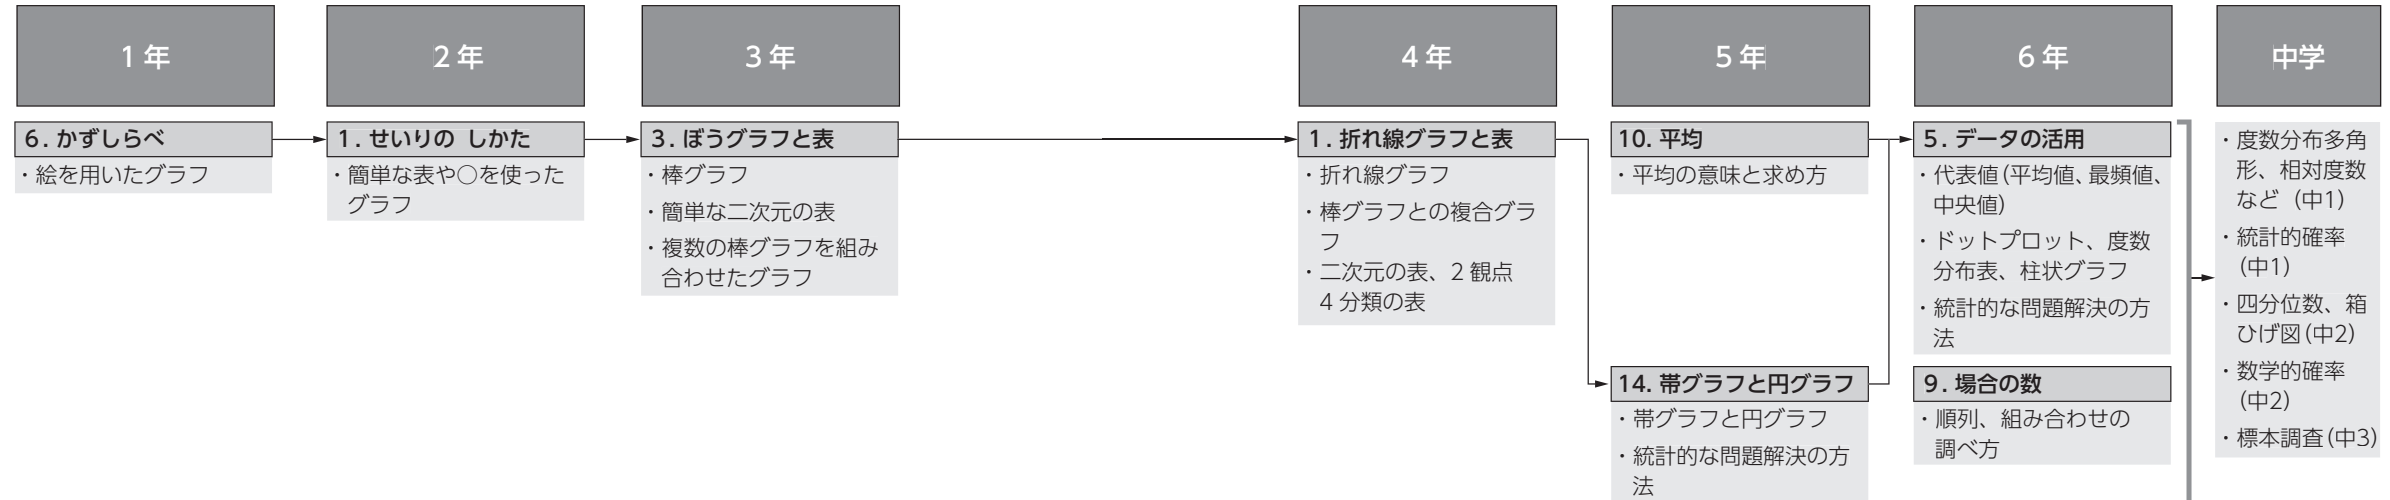 1年
2年
3年
4年
5年
6年
中学
6. かずしらべ
・絵を用いたグラフ
1. せいりの しかた
・簡単な表や○を使った
グラフ
3. ぼうグラフと表
・棒グラフ
・簡単な二次元の表
・複数の棒グラフを組み
合わせたグラフ
1. 折れ線グラフと表
・折れ線グラフ
・棒グラフとの複合グラ
フ
・二次元の表、2観点
4分類の表
10. 平均
・平均の意味と求め方
14. 帯グラフと円グラフ
・帯グラフと円グラフ
・統計的な問題解決の方
法
5. データの活用
・代表値(平均値、最頻値、
中央値)
・ドットプロット、度数
分布表、柱状グラフ
・統計的な問題解決の方
法
9. 場合の数
・順列、組み合わせの
調べ方
・度数分布多角
形、相対度数
など(中1)
・統計的確率
(中1)
・四分位数、箱
ひげ図(中2)
・数学的確率
(中2)
・標本調査(中3)